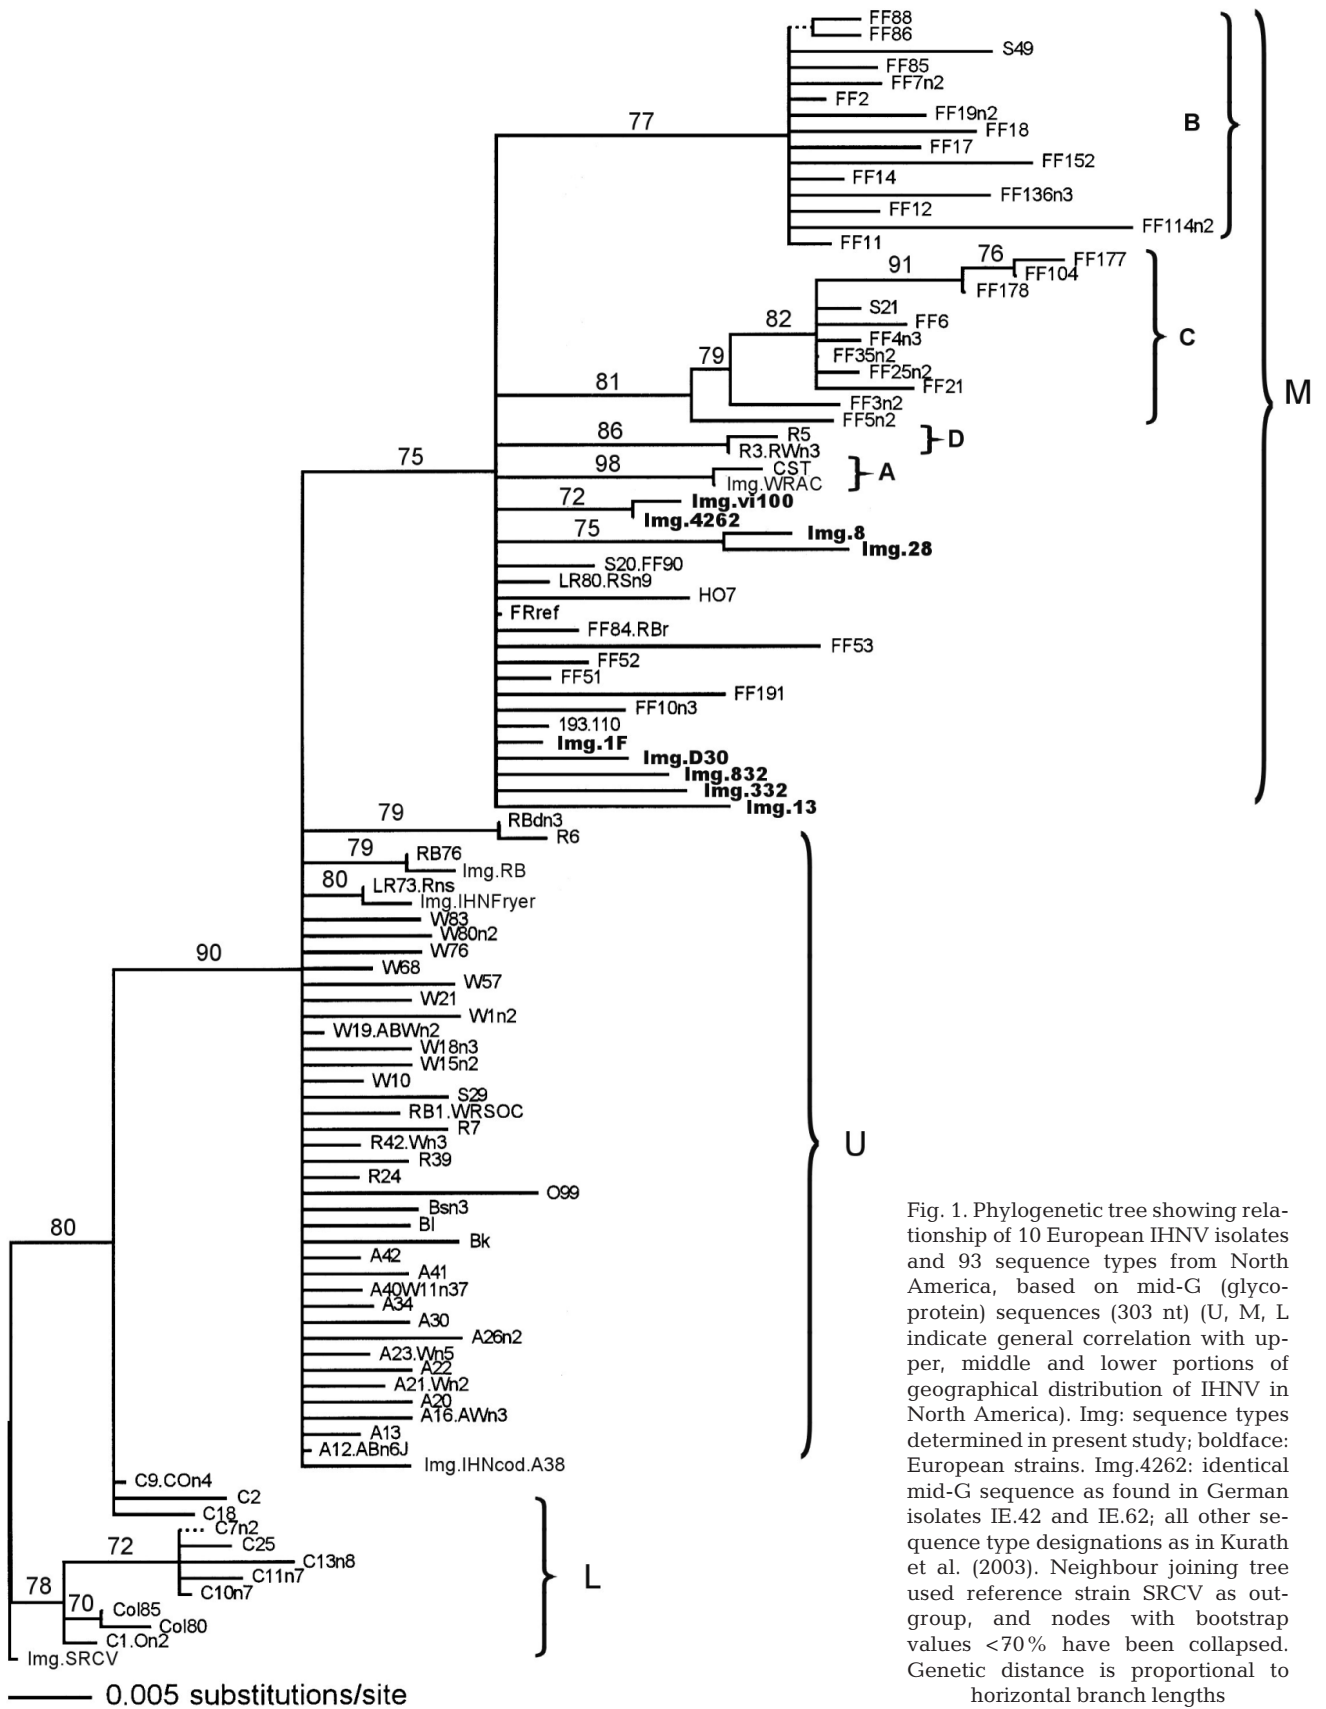 FF88
FF86
S49
FF85
FF7n2
FF2
FF19n2
FF18
77
B
FF17
FF152
FF14
FF136n3
FF12
FF114n2
FF11
76
FF177
91
FF104
FF178
S21
82
FF6
FF4n3
C
79
FF35n2
FF25n2
81
FF21
M
FF3n2
FF5n2
86
R5
D
R3.RWn3
75
98
CST
A
Img.WRAC
72
Img.vi100
Img.4262
75
Img.8
Img.28
S20.FF90
LR80.RSn9
HO7
FRref
FF84.RBr
FF53
FF52
FF51
FF191
FF10n3
193.110
Img.1F
Img.D30
Img.832
Img.332
Img.13
79
RBdn3
R6
79
RB76
Img.RB
80
LR73.Rns
Img.IHNFryer
W83
W80n2
90
W76
W68
W57
W21
W1n2
W19.ABWn2
W18n3
W15n2
W10
S29
RB1.WRSOC
R7
U
R42.Wn3
R39
R24
O99
Bsn3
80
Bl
Bk
A42
A41
A40W11n37
A34
A30
A26n2
A23.Wn5
A22
A21.Wn2
A20
A16.AWn3
A13
A12.ABn6J
Img.IHNcod.A38
C9.COn4
C2
C18
C7n2
72
C25
C13n8
C11n7
L
78
C10n7
70
Col85
Col80
C1.On2
Img.SRCV
0.005 substitutions/site
Fig. 1. Phylogenetic tree showing rela-
tionship of 10 European IHNV isolates
and 93 sequence types from North
America, based on mid-G (glyco-
protein) sequences (303 nt) (U, M, L
indicate general correlation with up-
per, middle and lower portions of
geographical distribution of IHNV in
North America). Img: sequence types
determined in present study; boldface:
European strains. Img.4262: identical
mid-G sequence as found in German
isolates IE.42 and IE.62; all other se-
quence type designations as in Kurath
et al. (2003). Neighbour joining tree
used reference strain SRCV as out-
group, and nodes with bootstrap
values <70% have been collapsed.
Genetic distance is proportional to
horizontal branch lengths